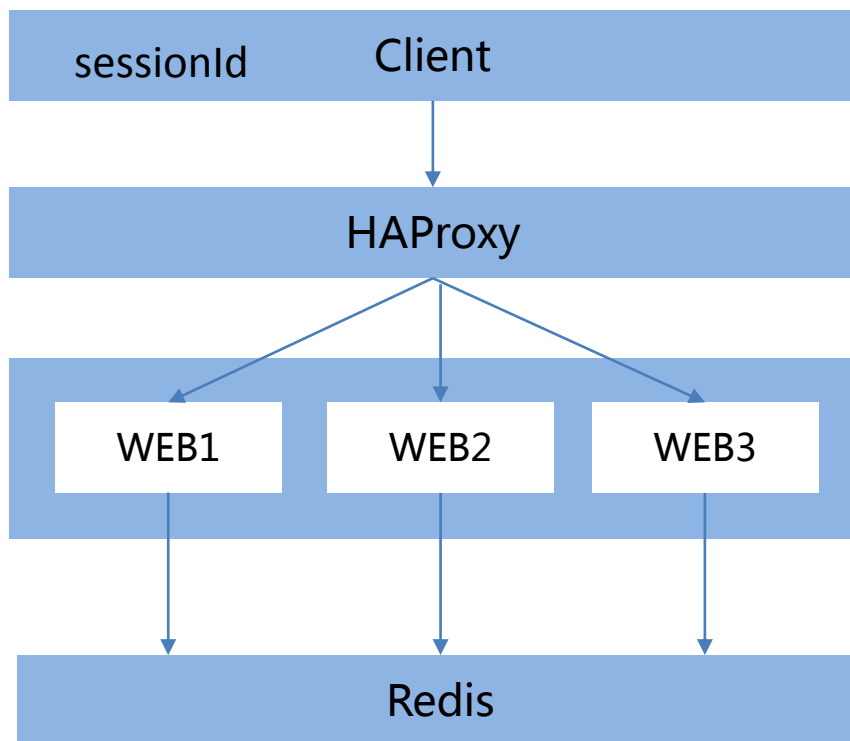 sessionId
Client
HAProxy
WEB1
WEB2
WEB3
Redis